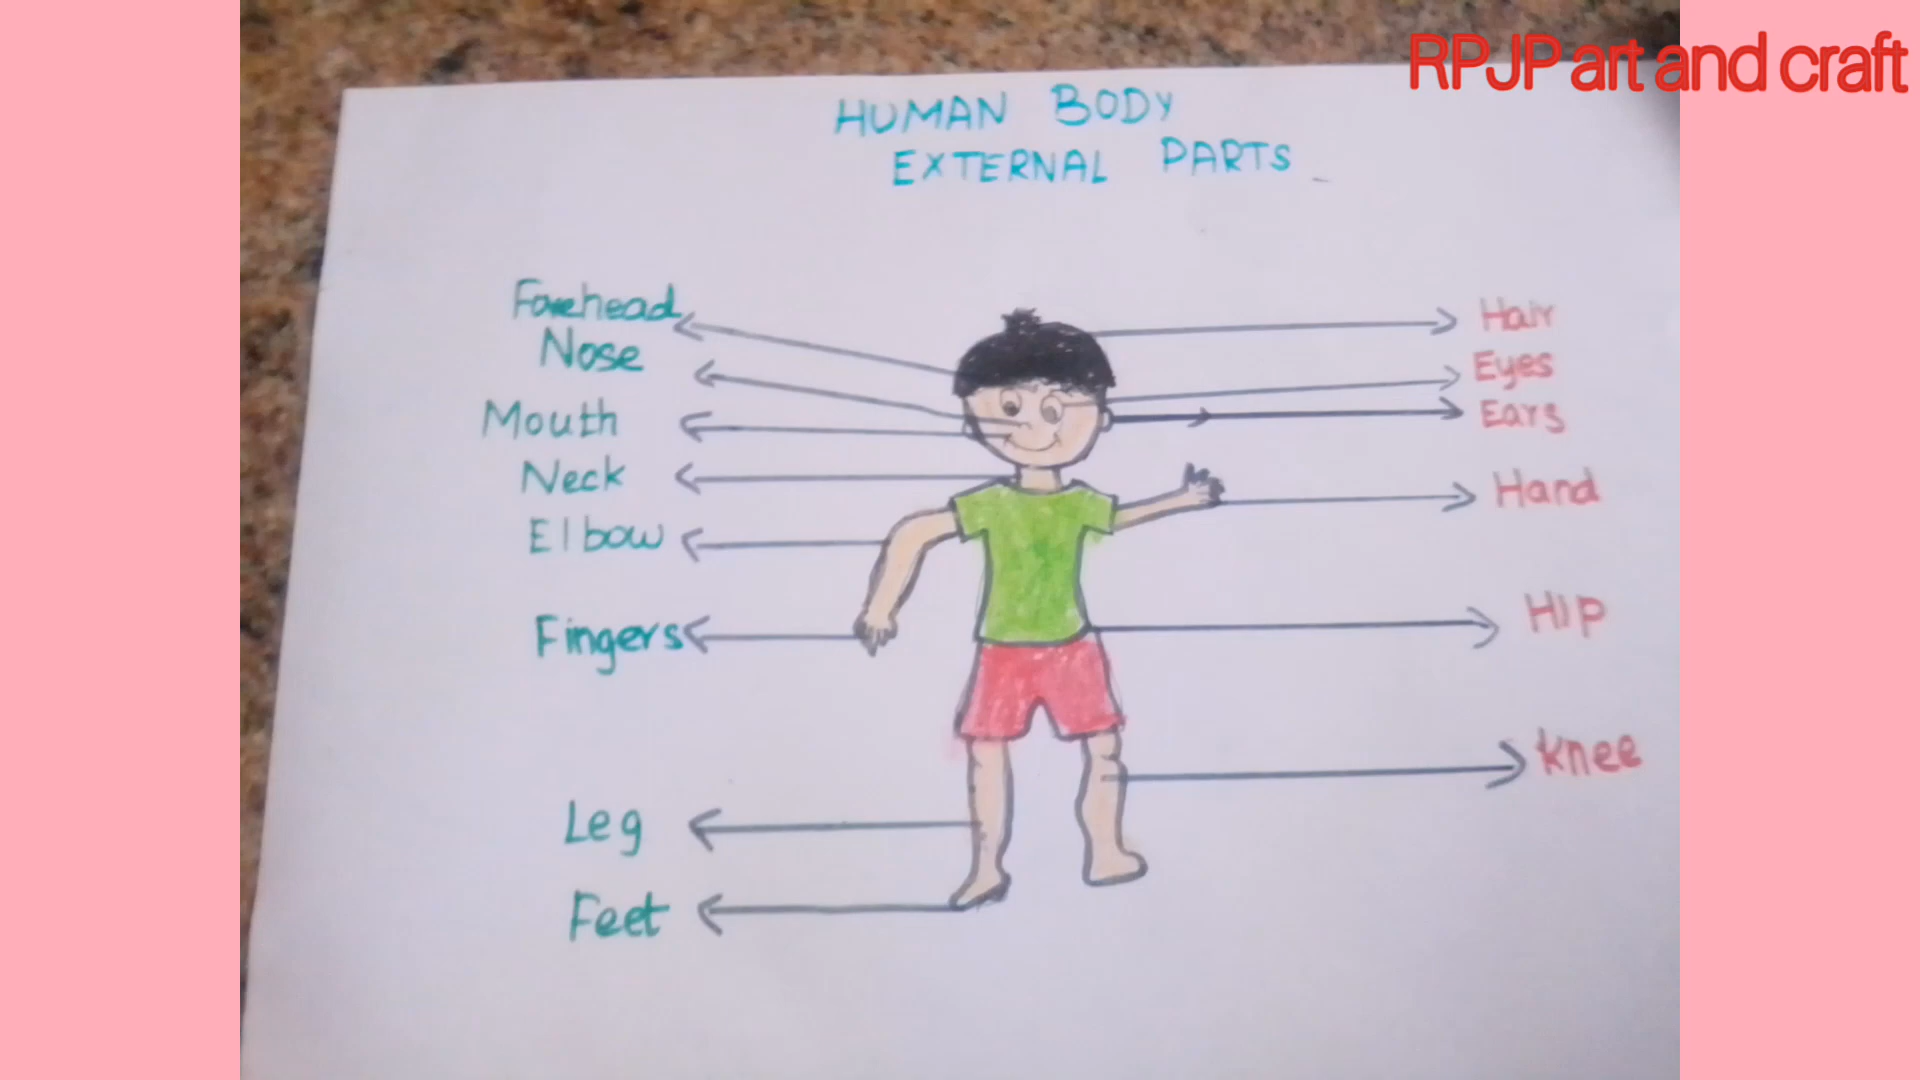 RPJP art and craft
HUMAN BODY
EXTERNAL PARTS
Forehead
Nose
Mouth
Neck
Elbow
Fingers
Leg
Feet
Hair
Eyes
Ears
Hand
HIP
knee